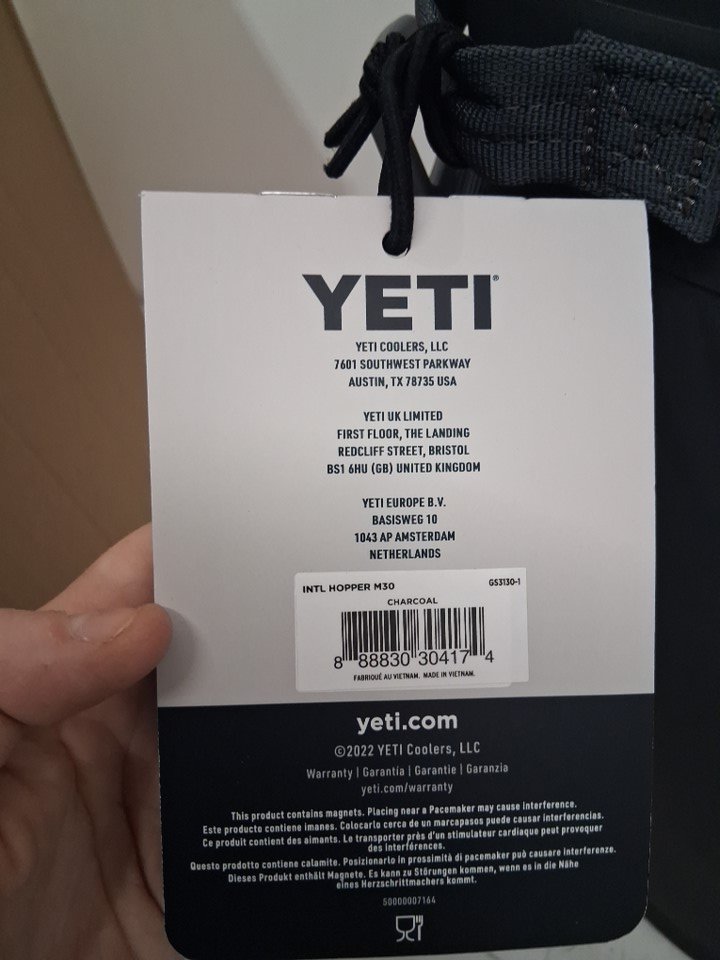 YETI®
YETI COOLERS, LLC
7601 SOUTHWEST PARKWAY
AUSTIN, TX 78735 USA
YETI UK LIMITED
FIRST FLOOR, THE LANDING
REDCLIFF STREET, BRISTOL
BS1 6HU (GB) UNITED KINGDOM
YETI EUROPE B.V.
BASISWEG 10
1043 AP AMSTERDAM
NETHERLANDS
INTL HOPPER M30 GS3130-1
CHARCOAL
8 88830 30417 4
FABRIQUÉ AU VIETNAM. MADE IN VIETNAM.
yeti.com
©2022 YETI Coolers, LLC
Warranty | Garantía | Garantie | Garanzia
yeti.com/warranty
This product contains magnets. Placing near a Pacemaker may cause interference.
Este producto contiene imanes. Colocarlo cerca de un marcapasos puede causar interferencias.
Ce produit contient des aimants. Le transporter près d'un stimulateur cardiaque peut provoquer
des interférences.
Questo prodotto contiene calamite. Posizionarlo in prossimità di pacemaker può causare interferenze.
Dieses Produkt enthält Magnete. Es kann zu Störungen kommen, wenn es in die Nähe
eines Herzschrittmachers kommt.
50000007164